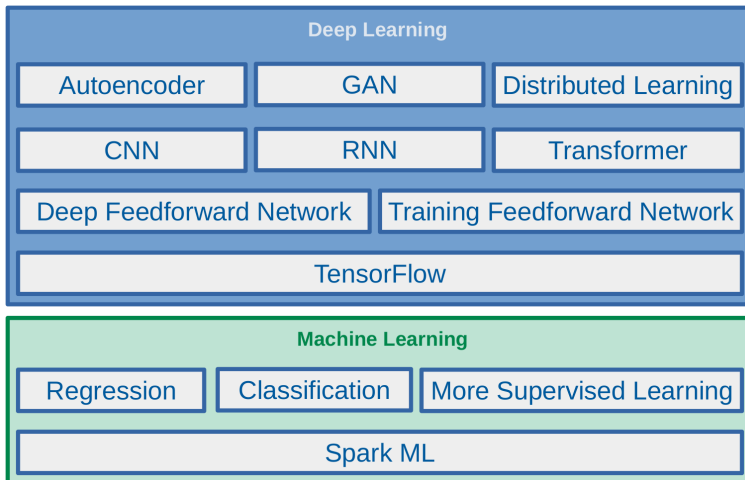 Deep Learning
Autoencoder
GAN
Distributed Learning
CNN
RNN
Transformer
Deep Feedforward Network
Training Feedforward Network
TensorFlow
Machine Learning
Regression
Classification
More Supervised Learning
Spark ML